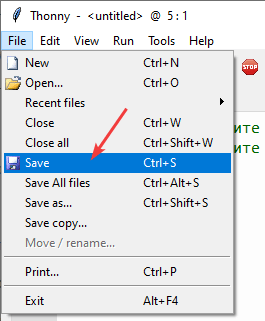 Thonny - <untitled> @ 5 : 1
File Edit View Run Tools Help
New Ctrl+N
Open... Ctrl+O
Recent files
Close Ctrl+W
Close all Ctrl+Shift+W
Save Ctrl+S
Save All files Ctrl+Alt+S
Save as... Ctrl+Shift+S
Save copy...
Move / rename...
Print... Ctrl+P
Exit Alt+F4
STOP
ите
ите